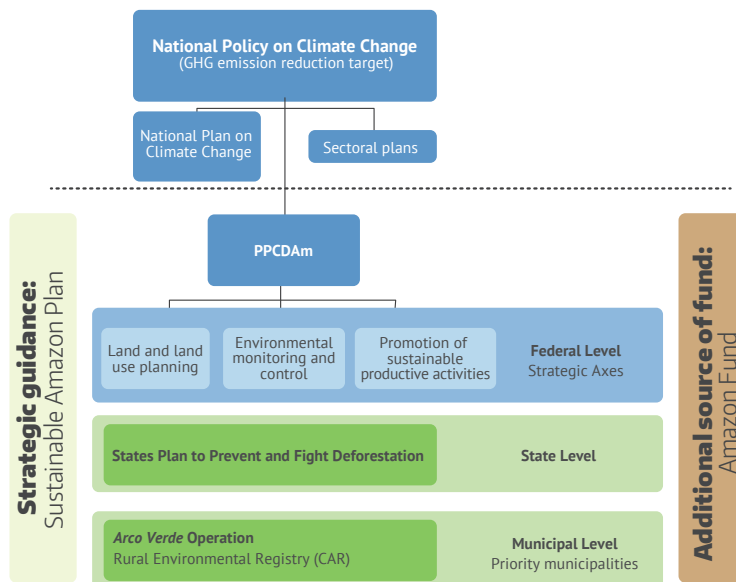 National Policy on Climate Change
(GHG emission reduction target)
National Plan on
Climate Change
Sectoral plans
Strategic guidance:
Sustainable Amazon Plan
PPCDAm
Land and land
use planning
Environmental
monitoring and
control
Promotion of
sustainable
productive activities
Federal Level
Strategic Axes
States Plan to Prevent and Fight Deforestation
State Level
Arco Verde Operation
Rural Environmental Registry (CAR)
Municipal Level
Priority municipalities
Additional source of fund:
Amazon Fund